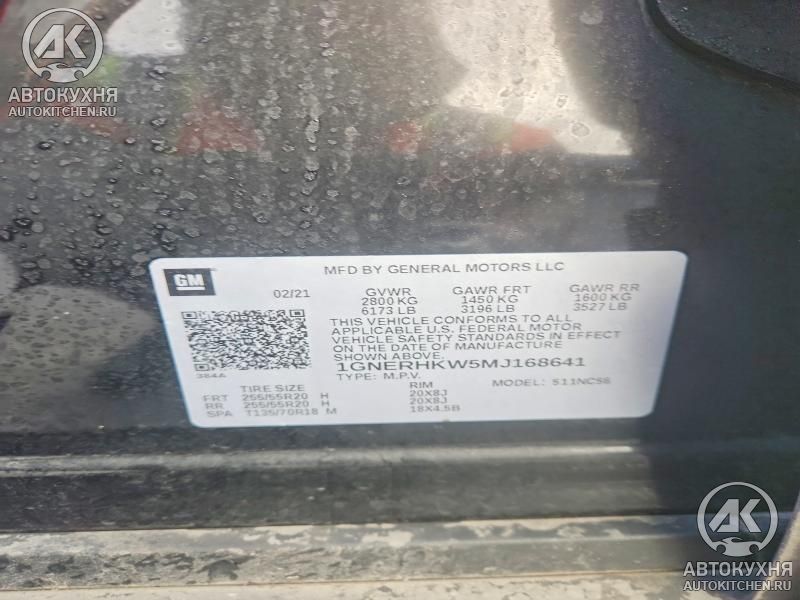 AK
АВТОКУХНЯ
AUTOKITCHEN.RU
GM
MFD BY GENERAL MOTORS LLC
02/21 GVWR GAWR FRT GAWR RR
2800 KG 1450 KG 1600 KG
6173 LB 3196 LB 3527 LB
THIS VEHICLE CONFORMS TO ALL
APPLICABLE U.S. FEDERAL MOTOR
VEHICLE SAFETY STANDARDS IN EFFECT
ON THE DATE OF MANUFACTURE
SHOWN ABOVE.
384A 1GNERHKW5MJ168641
TYPE: M.P.V. MODEL: 511NC56
TIRE SIZE RIM
FRT 255/55R20 H 20X8J
RR 255/55R20 H 20X8J
SPA T135/70R18 M 18X4.5B
AK
АВТОКУХНЯ
AUTOKITCHEN.RU